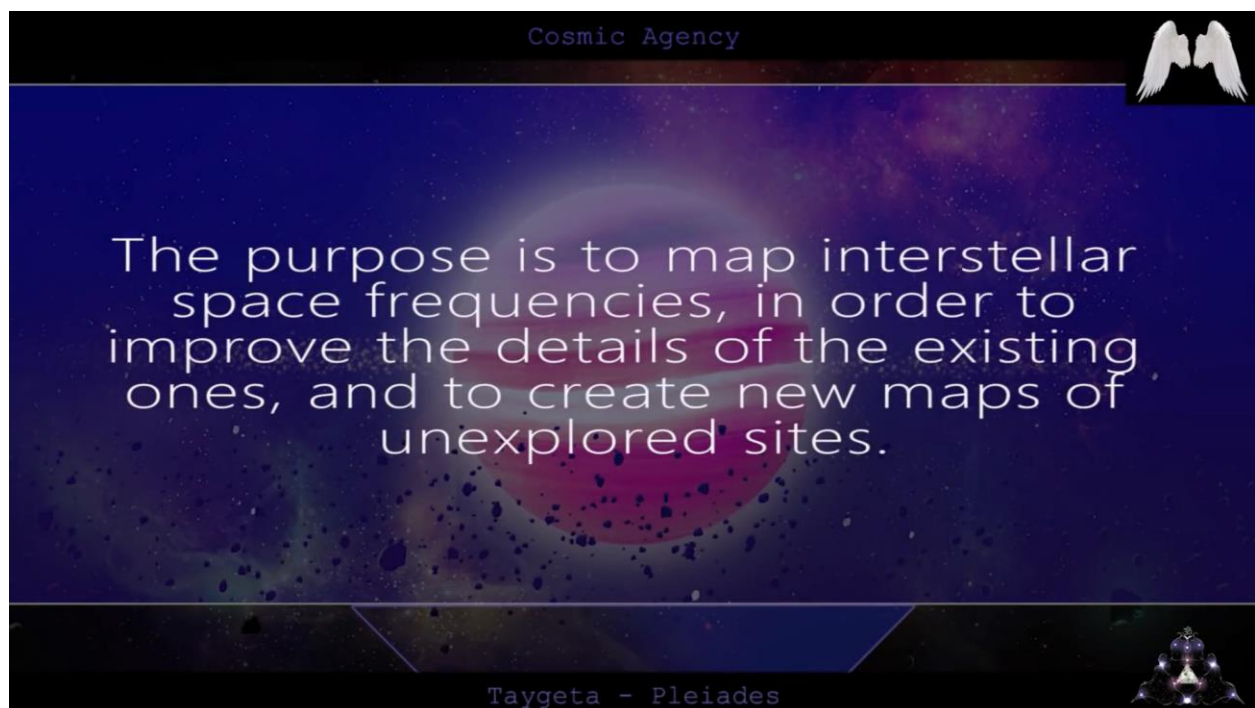 Cosmic Agency
The purpose is to map interstellar
space frequencies, in order to
improve the details of the existing
ones, and to create new maps of
unexplored sites.
Taygeta - Pleiades